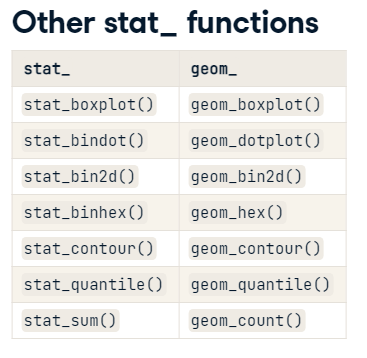 Other stat_ functions
stat_ geom_
stat_boxplot() geom_boxplot()
stat_bindot() geom_dotplot()
stat_bin2d() geom_bin2d()
stat_binhex() geom_hex()
stat_contour() geom_contour()
stat_quantile() geom_quantile()
stat_sum() geom_count()